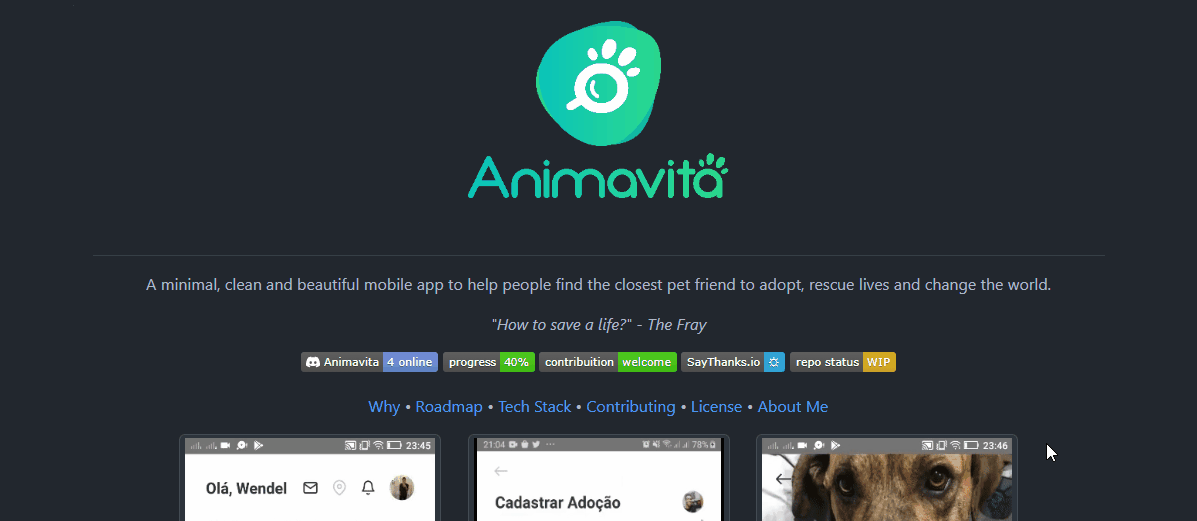 Animavita
A minimal, clean and beautiful mobile app to help people find the closest pet friend to adopt, rescue lives and change the world.
"How to save a life?" - The Fray
Animavita 4 online progress 40% contribuition welcome SayThanks.io repo status WIP
Why • Roadmap • Tech Stack • Contributing • License • About Me
23:45
Olá, Wendel
21:04 78%
Cadastrar Adoção
23:46